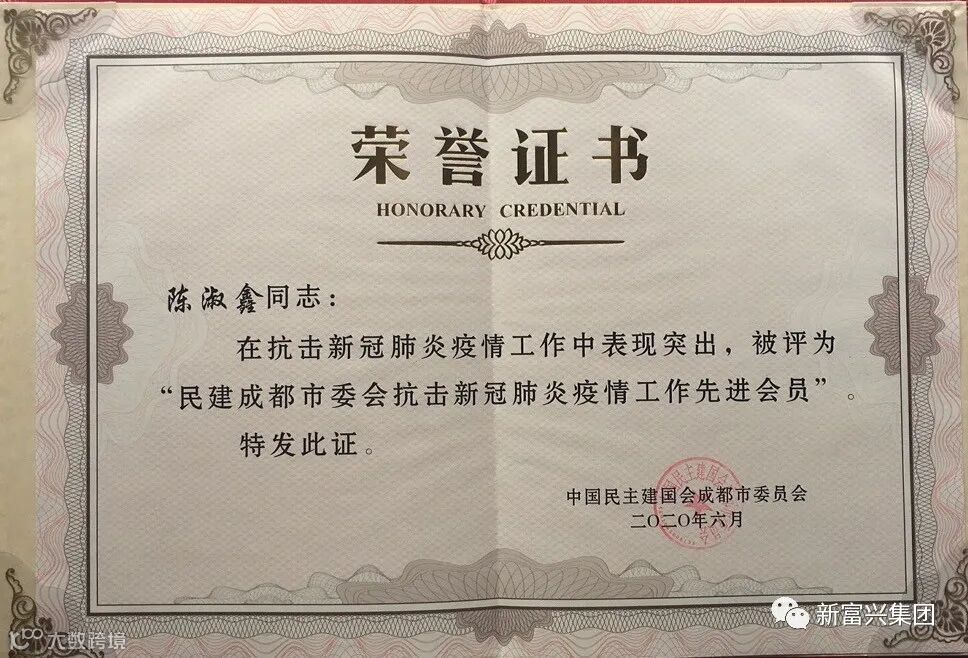 荣誉证书
HONORARY CREDENTIAL
陈淑鑫同志：
在抗击新冠肺炎疫情工作中表现突出，被评为
“民建成都市委会抗击新冠肺炎疫情工作先进会员”。
特发此证。
中国民主建国会成都市委员会
二〇二〇年六月
新富兴集团
大数跨境